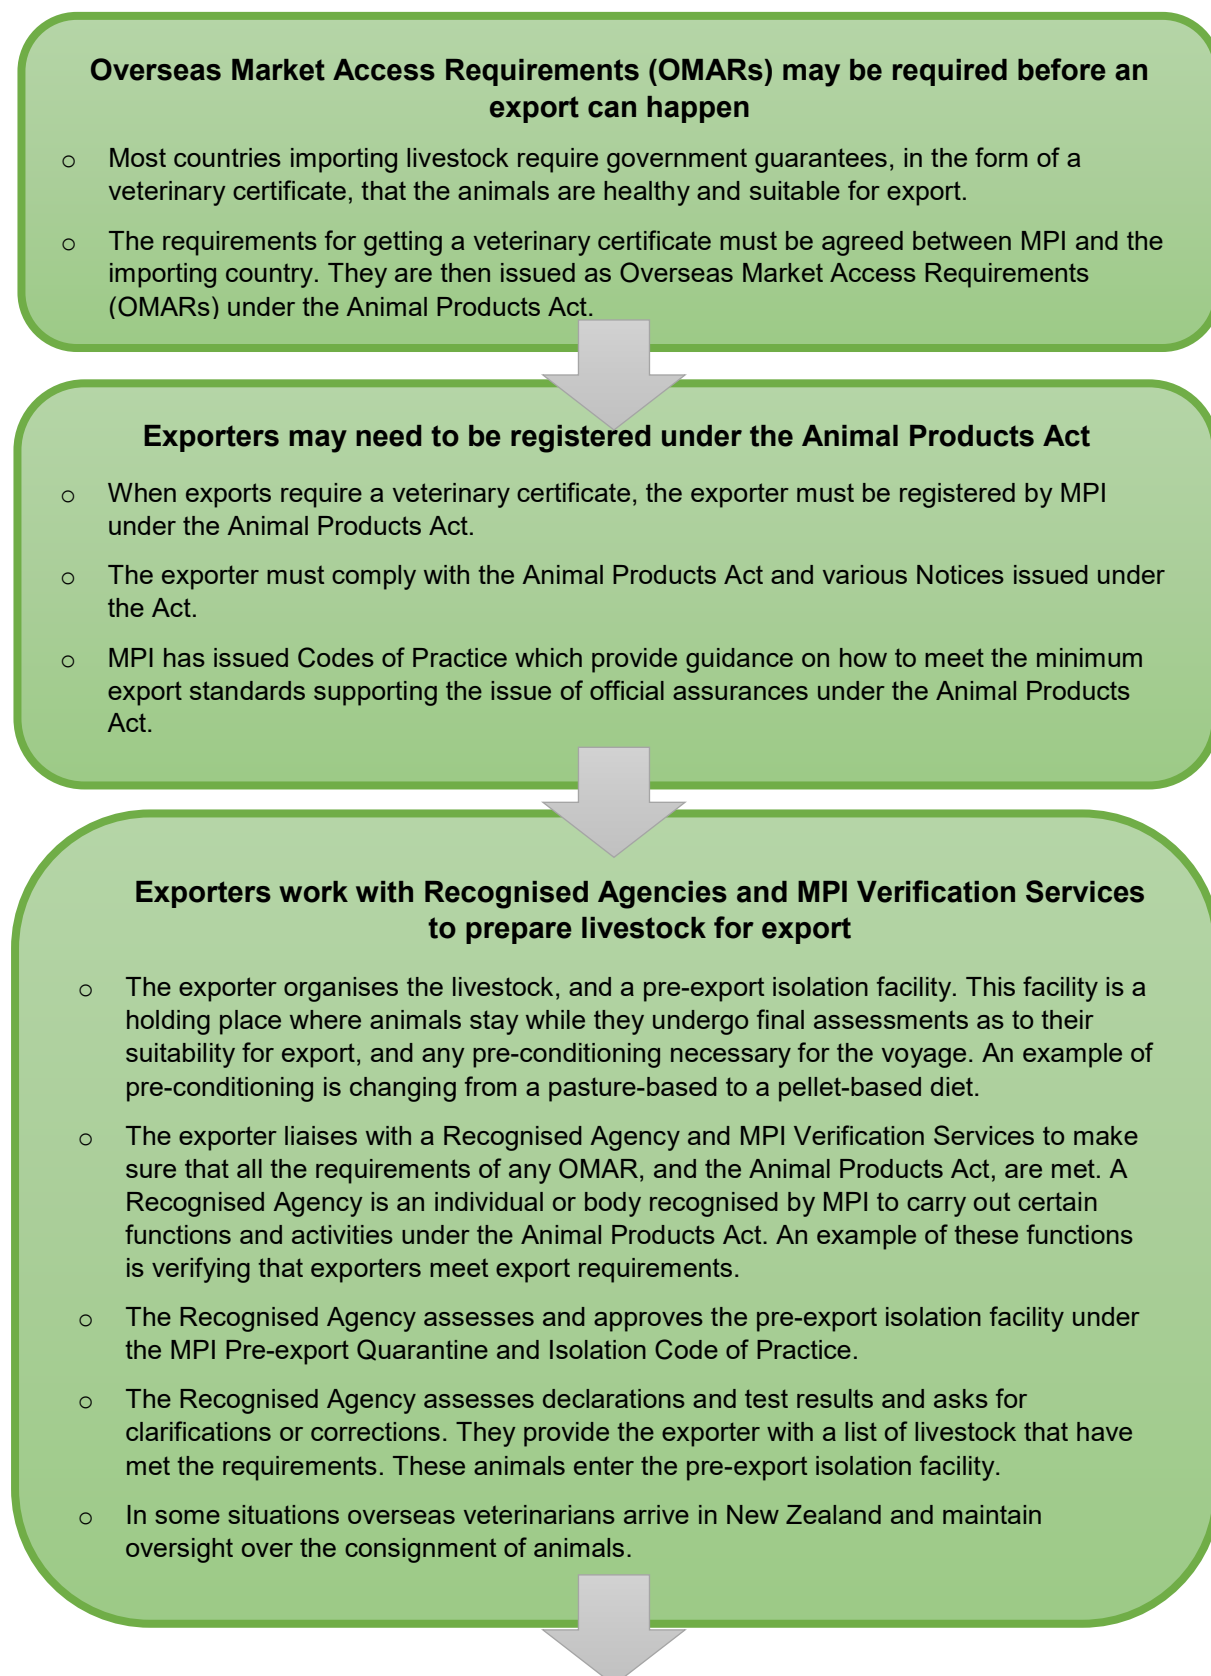 Overseas Market Access Requirements (OMARs) may be required before an
export can happen
o Most countries importing livestock require government guarantees, in the form of a
veterinary certificate, that the animals are healthy and suitable for export.
o The requirements for getting a veterinary certificate must be agreed between MPI and the
importing country. They are then issued as Overseas Market Access Requirements
(OMARs) under the Animal Products Act.
Exporters may need to be registered under the Animal Products Act
o When exports require a veterinary certificate, the exporter must be registered by MPI
under the Animal Products Act.
o The exporter must comply with the Animal Products Act and various Notices issued under
the Act.
o MPI has issued Codes of Practice which provide guidance on how to meet the minimum
export standards supporting the issue of official assurances under the Animal Products
Act.
Exporters work with Recognised Agencies and MPI Verification Services
to prepare livestock for export
o The exporter organises the livestock, and a pre-export isolation facility. This facility is a
holding place where animals stay while they undergo final assessments as to their
suitability for export, and any pre-conditioning necessary for the voyage. An example of
pre-conditioning is changing from a pasture-based to a pellet-based diet.
o The exporter liaises with a Recognised Agency and MPI Verification Services to make
sure that all the requirements of any OMAR, and the Animal Products Act, are met. A
Recognised Agency is an individual or body recognised by MPI to carry out certain
functions and activities under the Animal Products Act. An example of these functions
is verifying that exporters meet export requirements.
o The Recognised Agency assesses and approves the pre-export isolation facility under
the MPI Pre-export Quarantine and Isolation Code of Practice.
o The Recognised Agency assesses declarations and test results and asks for
clarifications or corrections. They provide the exporter with a list of livestock that have
met the requirements. These animals enter the pre-export isolation facility.
o In some situations overseas veterinarians arrive in New Zealand and maintain
oversight over the consignment of animals.